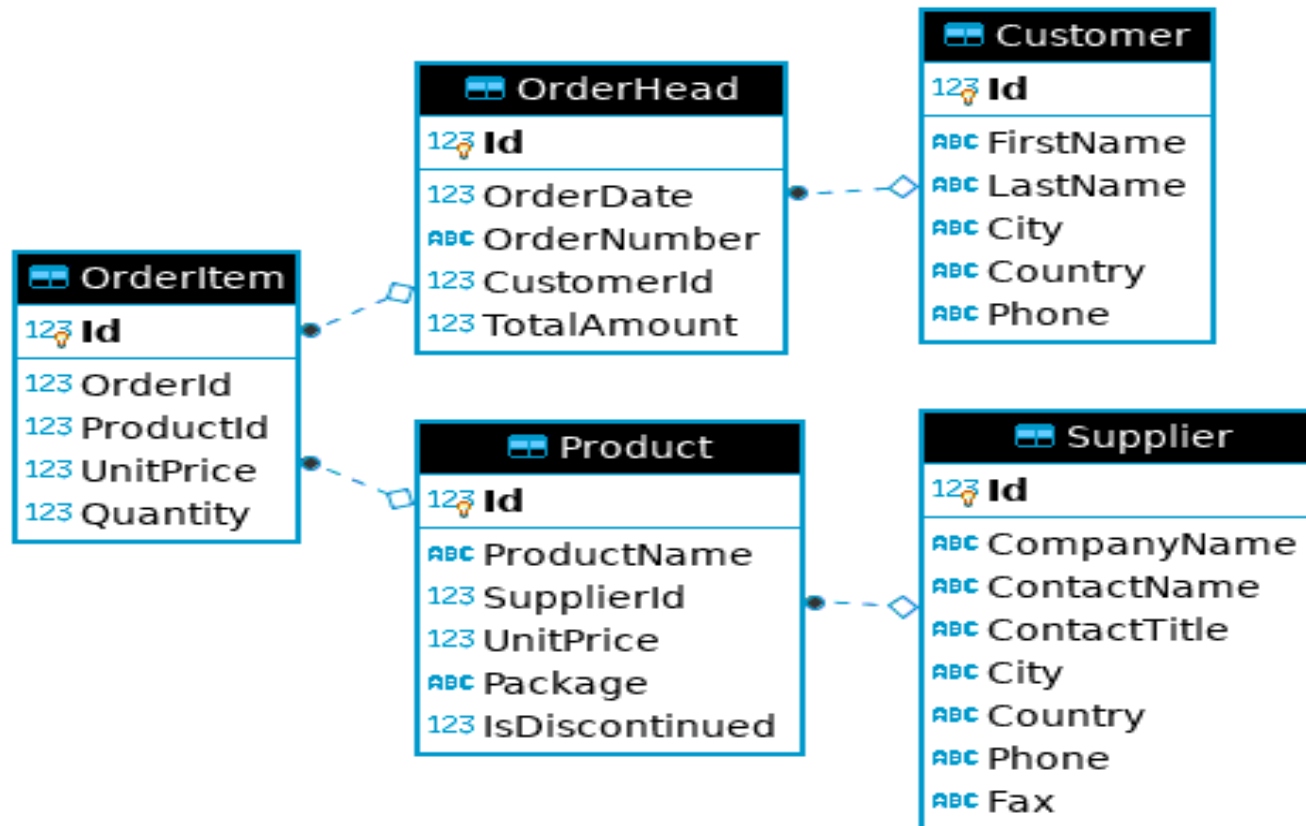 OrderItem
123 Id
123 OrderId
123 ProductId
123 UnitPrice
123 Quantity
OrderHead
123 Id
123 OrderDate
ABC OrderNumber
123 CustomerId
123 TotalAmount
Customer
123 Id
ABC FirstName
ABC LastName
ABC City
ABC Country
ABC Phone
Product
123 Id
ABC ProductName
123 SupplierId
123 UnitPrice
ABC Package
123 IsDiscontinued
Supplier
123 Id
ABC CompanyName
ABC ContactName
ABC ContactTitle
ABC City
ABC Country
ABC Phone
ABC Fax